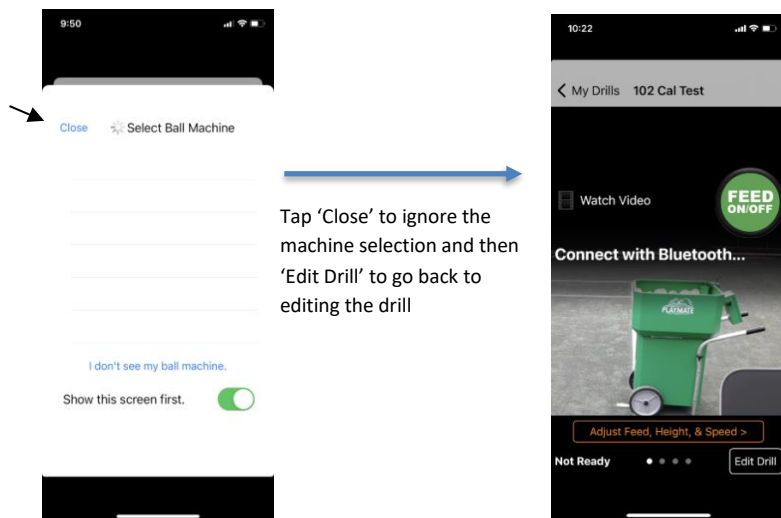 9:50
Close Select Ball Machine
I don't see my ball machine.
Show this screen first.
Tap ‘Close’ to ignore the
machine selection and then
‘Edit Drill’ to go back to
editing the drill
10:22
My Drills 102 Cal Test
Watch Video
FEED
ON/OFF
Connect with Bluetooth...
PLAYMATE
Adjust Feed, Height, & Speed >
Not Ready
Edit Drill